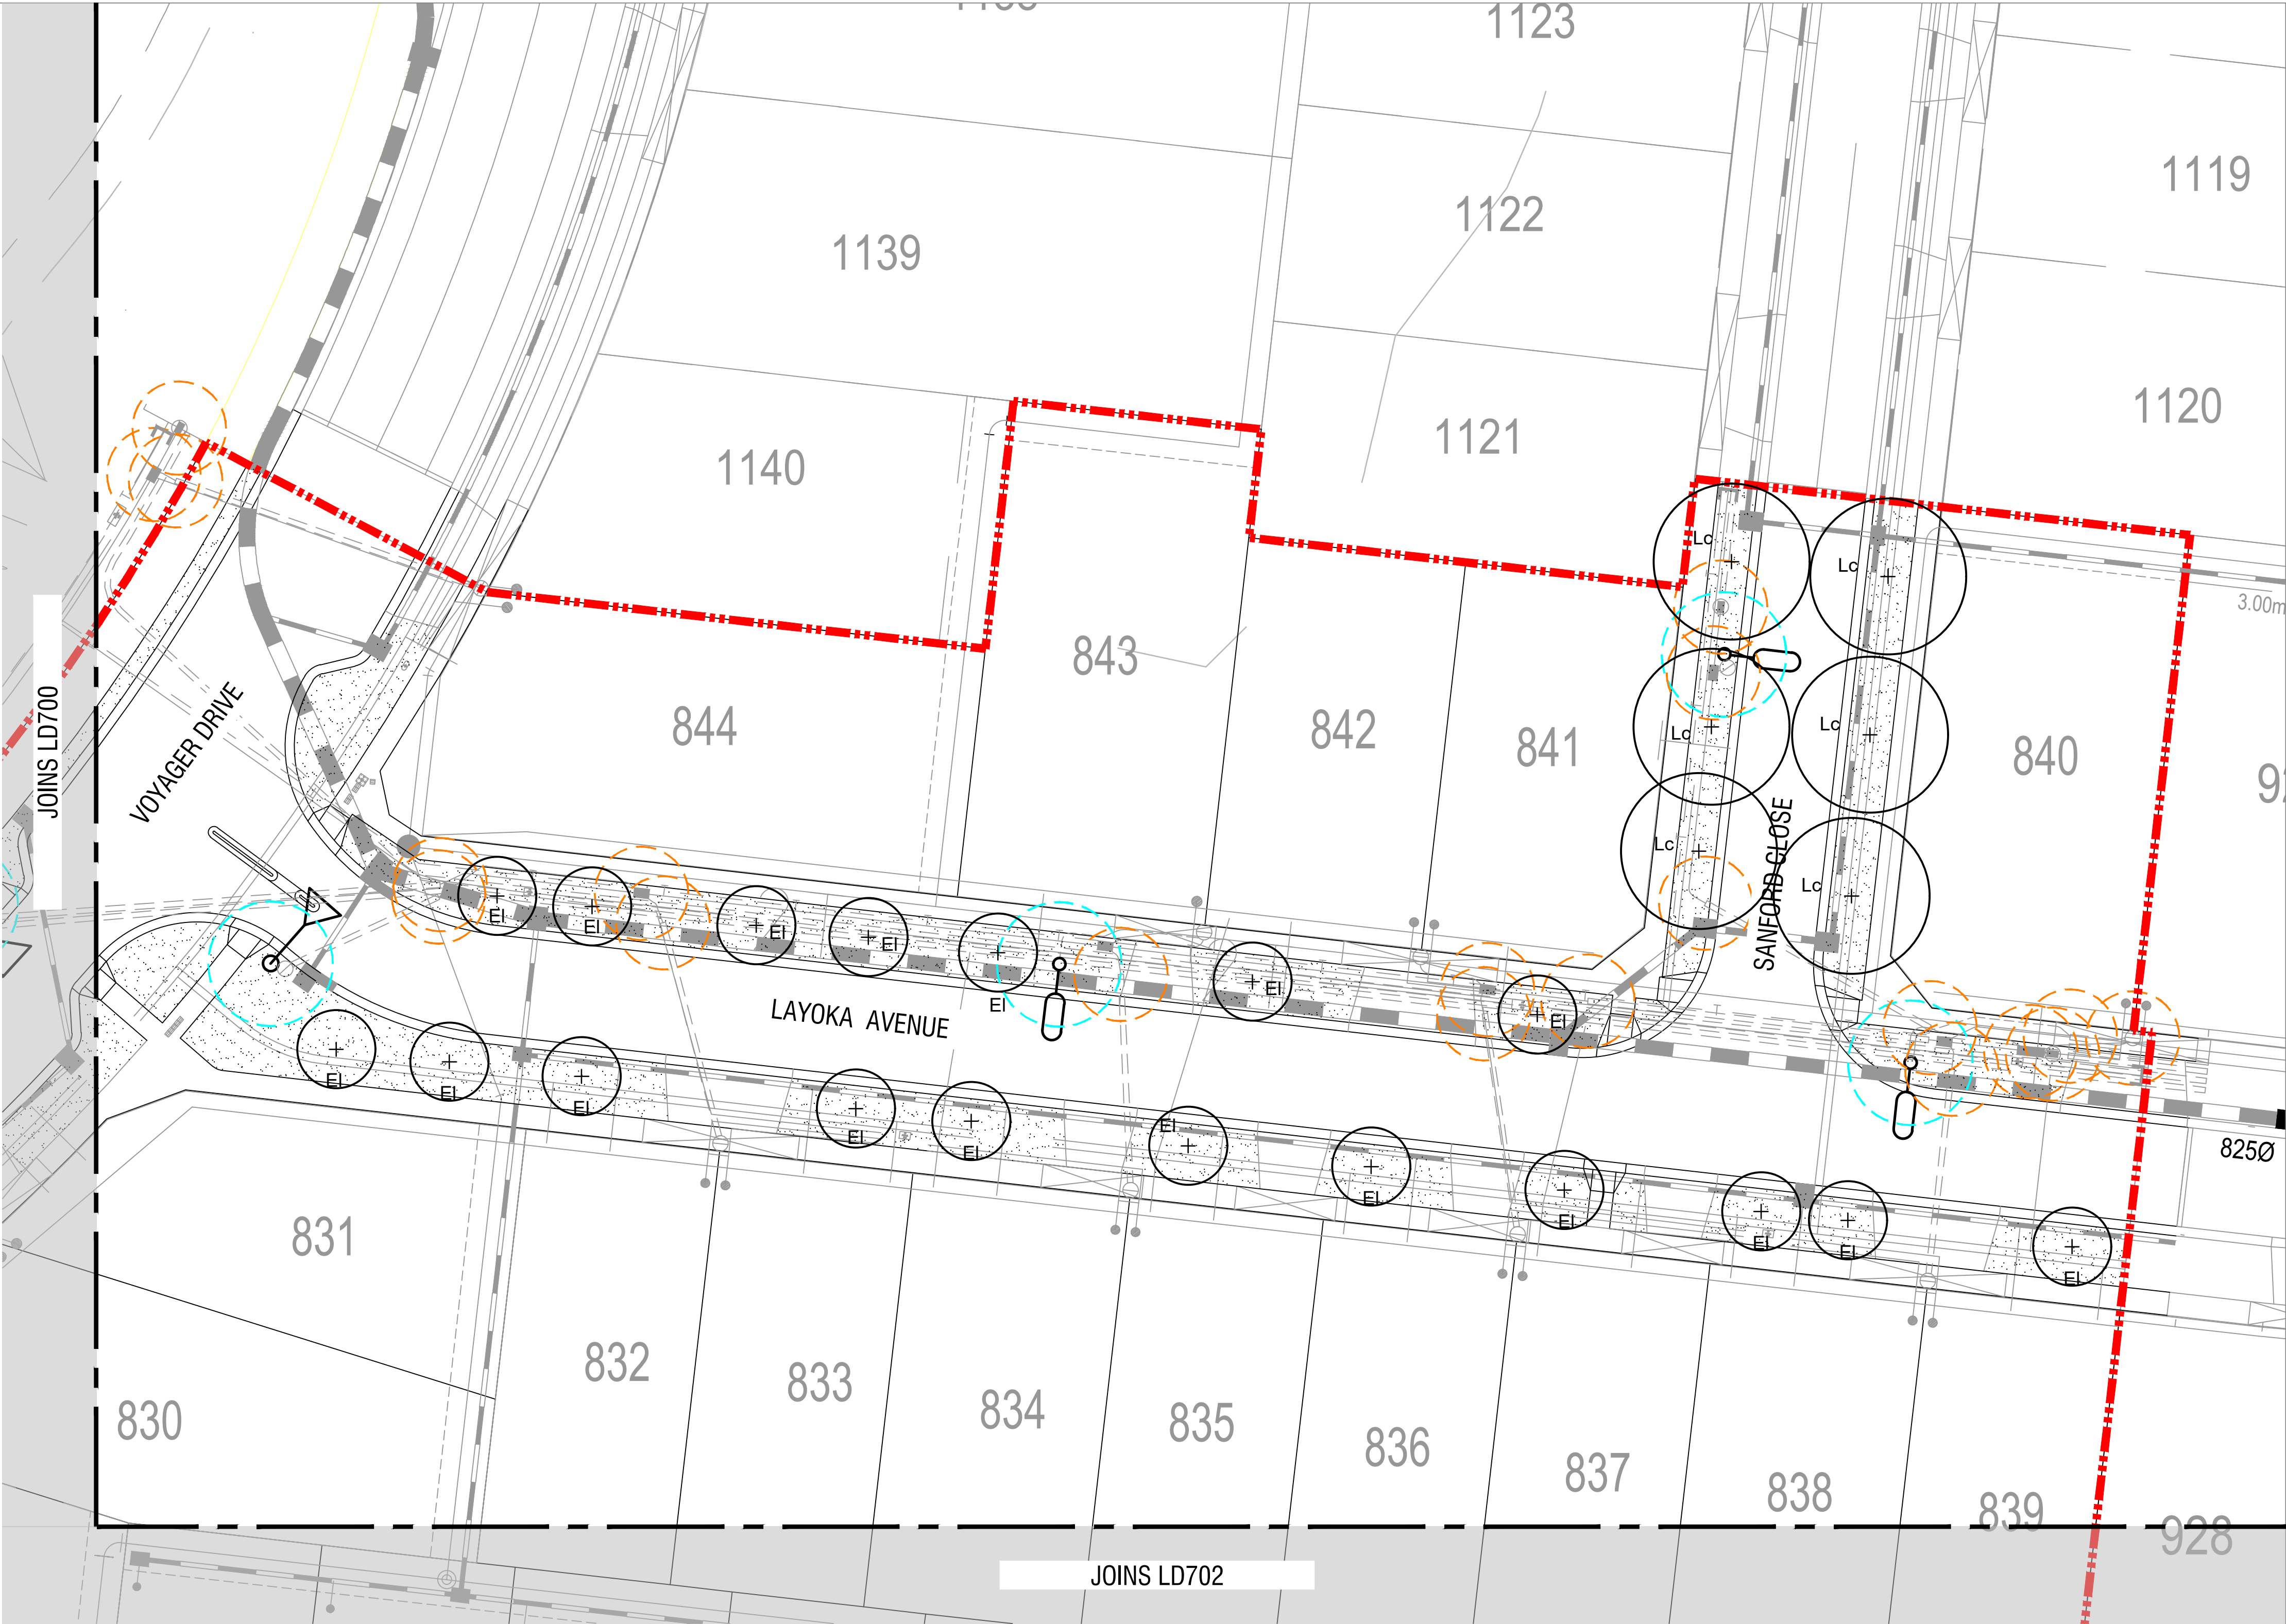 1123
1119
1122
1139
1120
1121
1140
Lc
Lc
3.00m
843
844
842
841
840
Lc
Lc
JOINS LD700
VOYAGER DRIVE
Lc
Lc
SANFORD CLOSE
EI
EI
EI
EI
EI
EI
EI
LAYOKA AVENUE
EI
EI
EI
EI
EI
EI
EI
EI
EI
EI
EI
825Ø
831
832
833
834
835
836
837
838
839
830
928
JOINS LD702